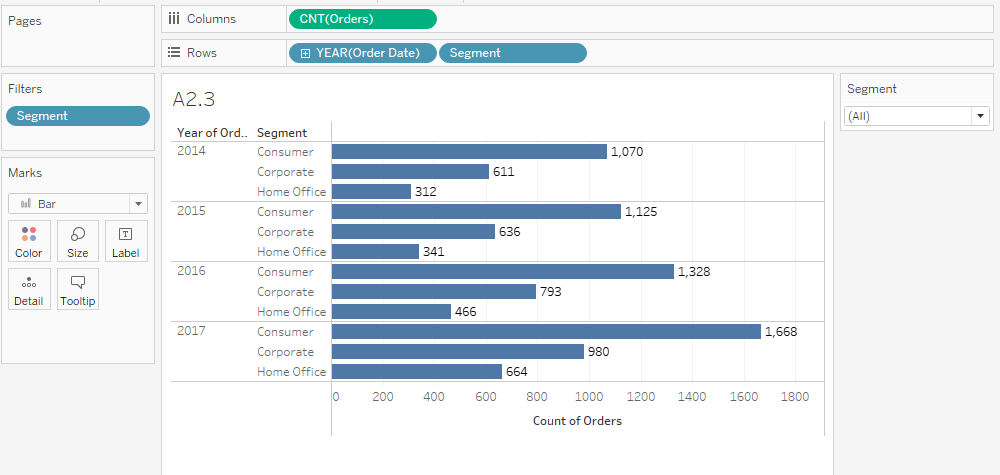 Pages
Columns
CNT(Orders)
Rows
YEAR(Order Date) Segment
Filters
Segment
Marks
Bar
Color Size Label
Detail Tooltip
A2.3
Year of Ord.. Segment
2014 Consumer 1,070
Corporate 611
Home Office 312
2015 Consumer 1,125
Corporate 636
Home Office 341
2016 Consumer 1,328
Corporate 793
Home Office 466
2017 Consumer 1,668
Corporate 980
Home Office 664
0 200 400 600 800 1000 1200 1400 1600 1800
Count of Orders
Segment
(All)